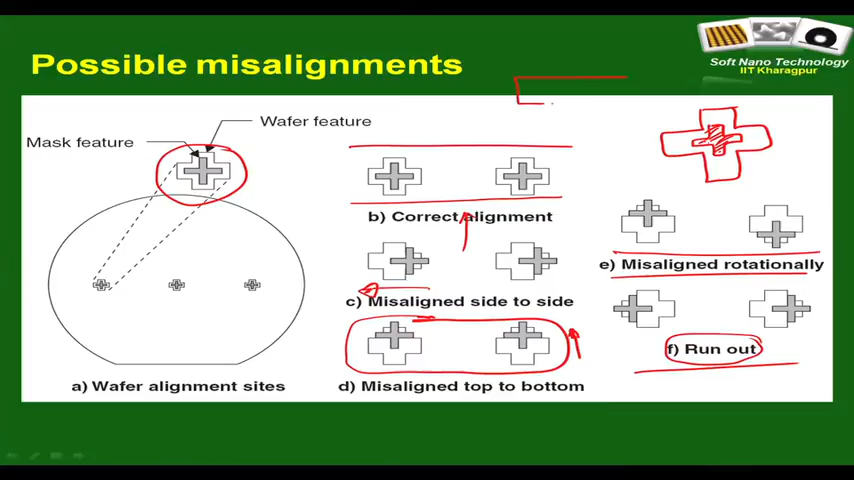 Possible misalignments
Soft Nano Technology
IIT Kharagpur
Wafer feature
Mask feature
b) Correct alignment
c) Misaligned side to side
d) Misaligned top to bottom
e) Misaligned rotationally
f) Run out
a) Wafer alignment sites